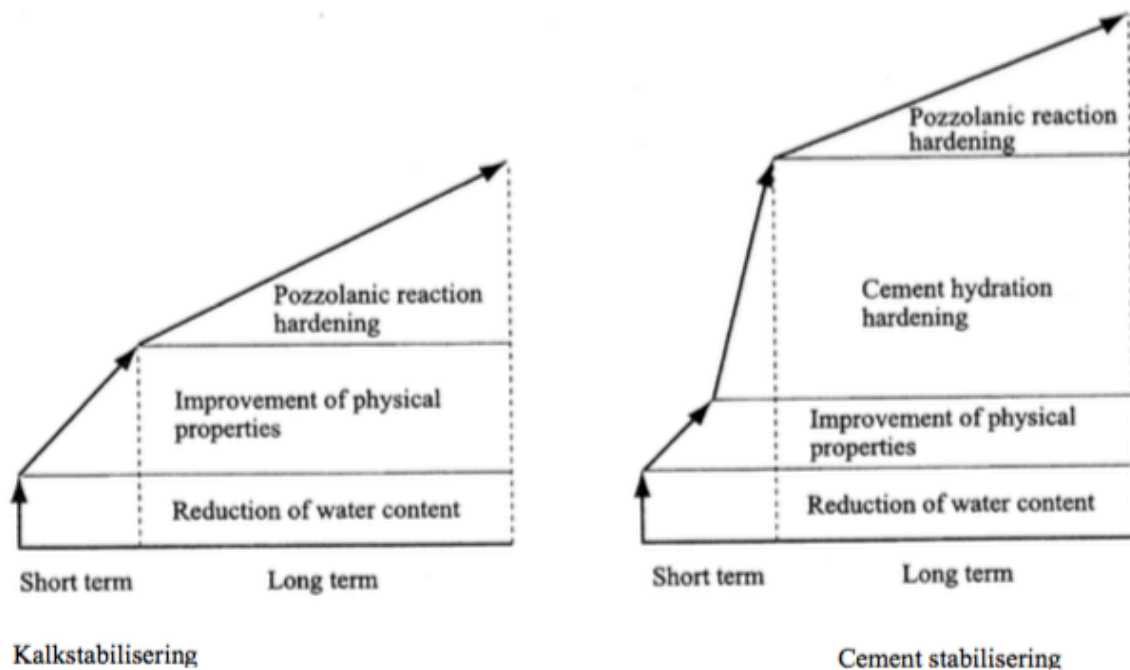 Pozzolanic reaction
hardening
Improvement of physical
properties
Reduction of water content
Short term
Long term
Kalkstabilisering
Pozzolanic reaction
hardening
Cement hydration
hardening
Improvement of physical
properties
Reduction of water content
Short term
Long term
Cement stabilisering